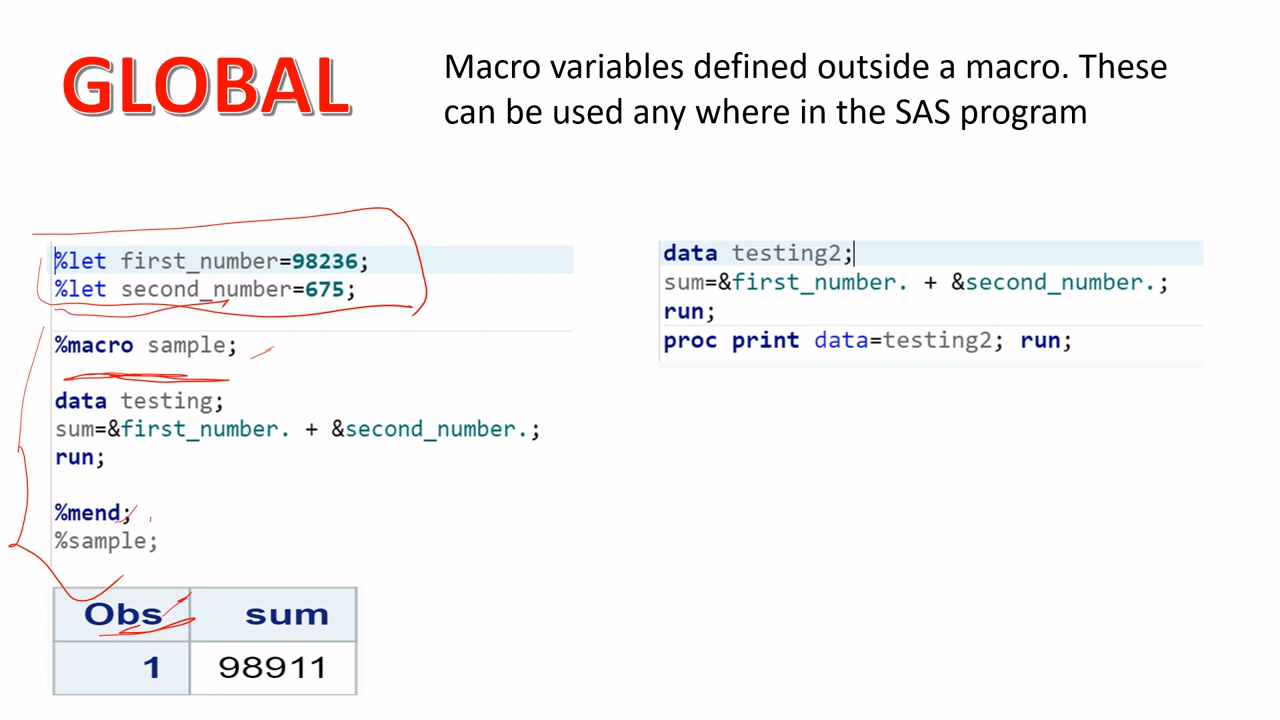 GLOBAL
Macro variables defined outside a macro. These
can be used any where in the SAS program
%let first_number=98236;
%let second_number=675;
%macro sample;
data testing;
sum=&first_number. + &second_number.;
run;
%mend;
%sample;
Obs sum
1 98911
data testing2;
sum=&first_number. + &second_number.;
run;
proc print data=testing2; run;